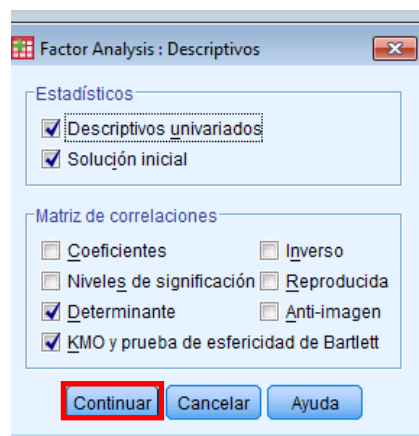 Factor Analysis : Descriptivos
Estadísticos
Descriptivos univariados
Solución inicial
Matriz de correlaciones
Coeficientes Inverso
Niveles de significación Reproducida
Determinante Anti-imagen
KMO y prueba de esfericidad de Bartlett
Continuar Cancelar Ayuda